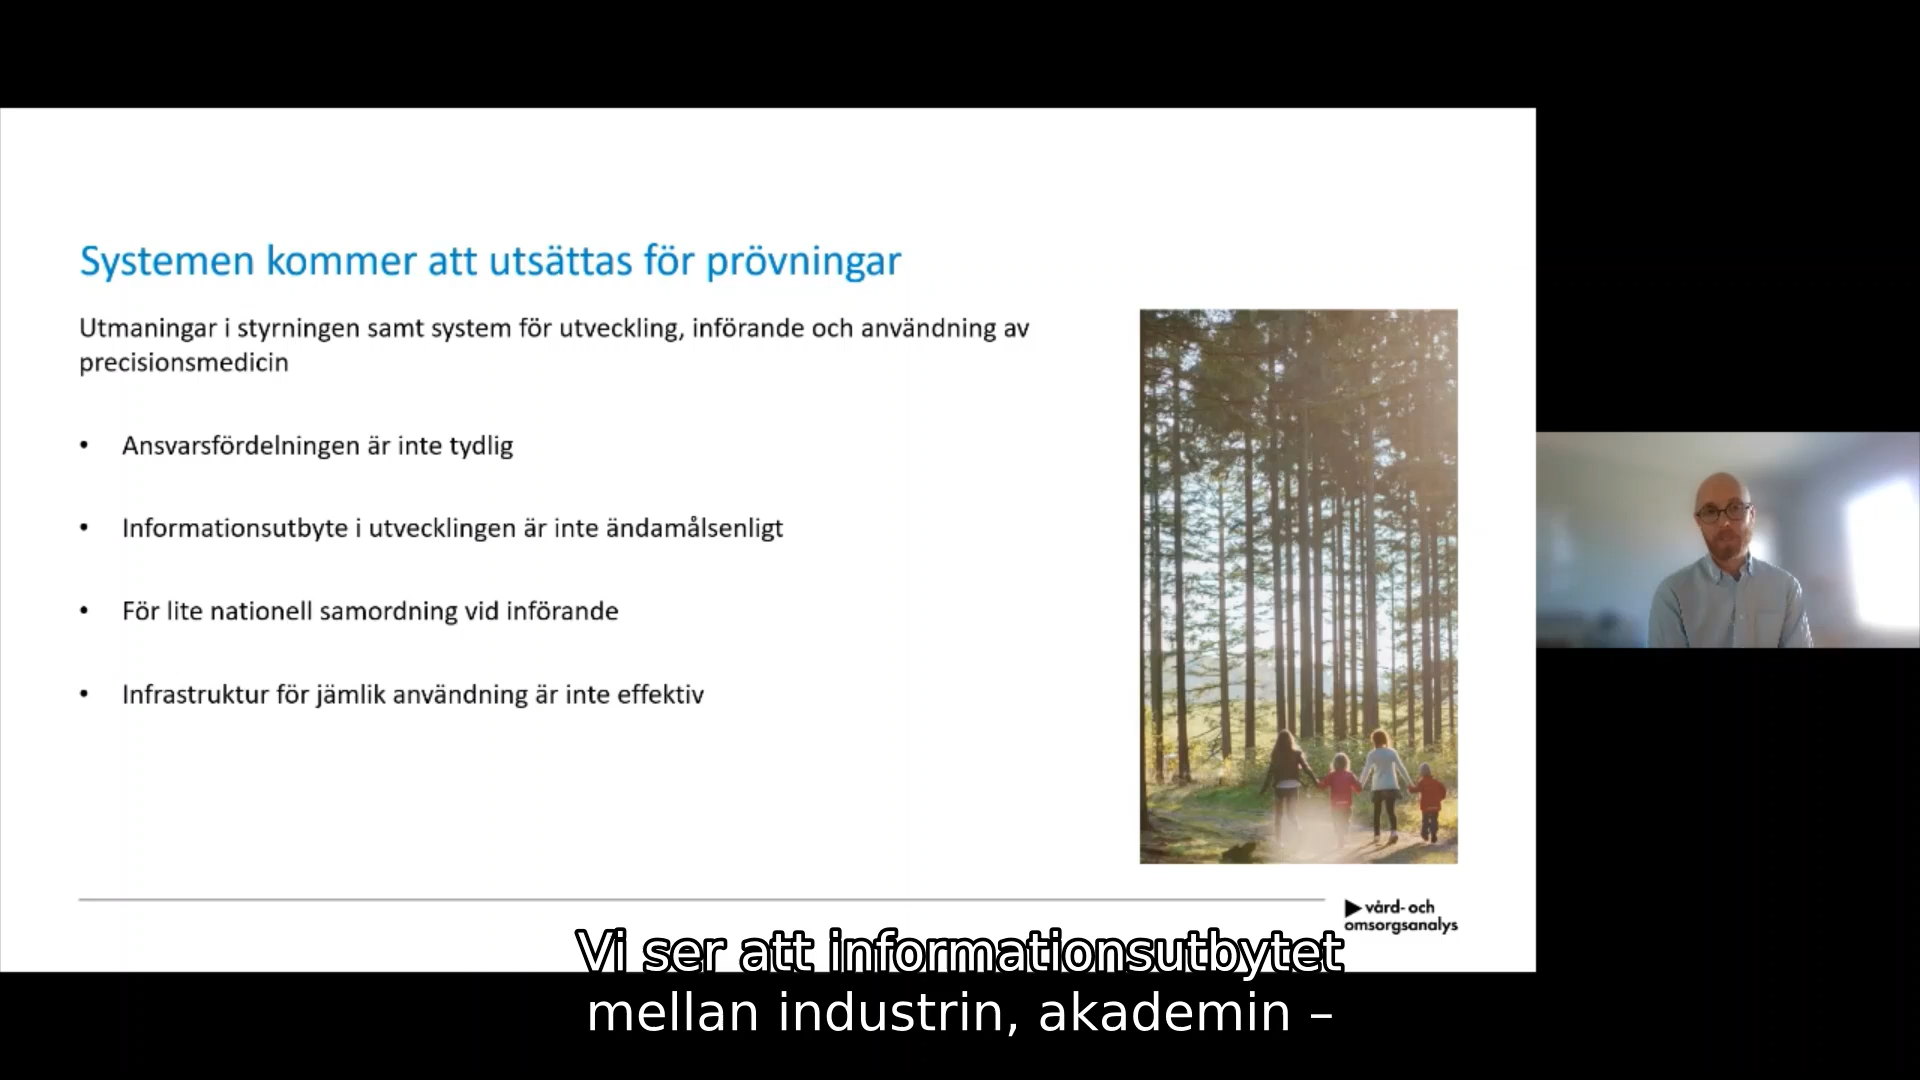 Systemen kommer att utsättas för prövningar
Utmaningar i styrningen samt system för utveckling, införande och användning av
precisionsmedicin
• Ansvarsfördelningen är inte tydlig
• Informationsutbyte i utvecklingen är inte ändamålsenligt
• För lite nationell samordning vid införande
• Infrastruktur för jämlik användning är inte effektiv
vård- och
omsorgsanalys
Vi ser att informationsutbytet
mellan industrin, akademin –